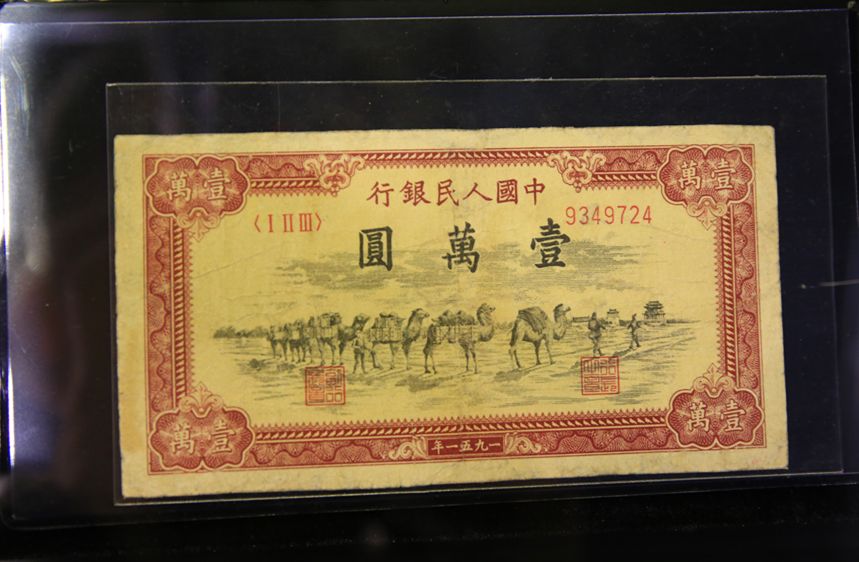 壹萬
壹萬
中國人民銀行
〈I II III〉
9349724
壹萬圓
壹萬
壹萬
一九五一年